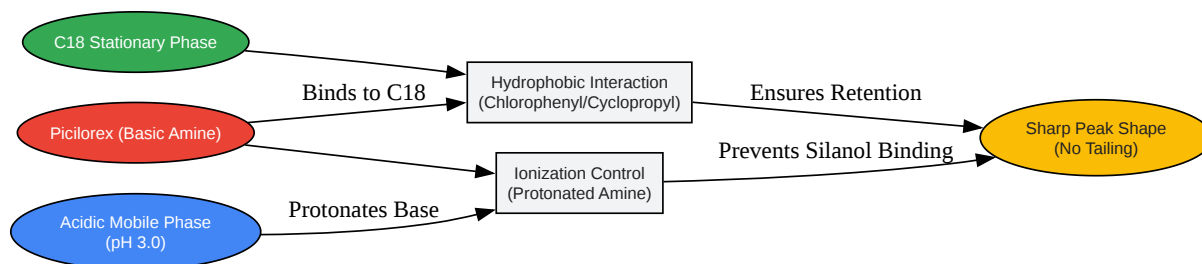 C18 Stationary Phase
Picilorex (Basic Amine)
Acidic Mobile Phase
(pH 3.0)
Binds to C18
Protonates Base
Hydrophobic Interaction
(Chlorophenyl/Cyclopropyl)
Ionization Control
(Protonated Amine)
Ensures Retention
Prevents Silanol Binding
Sharp Peak Shape
(No Tailing)